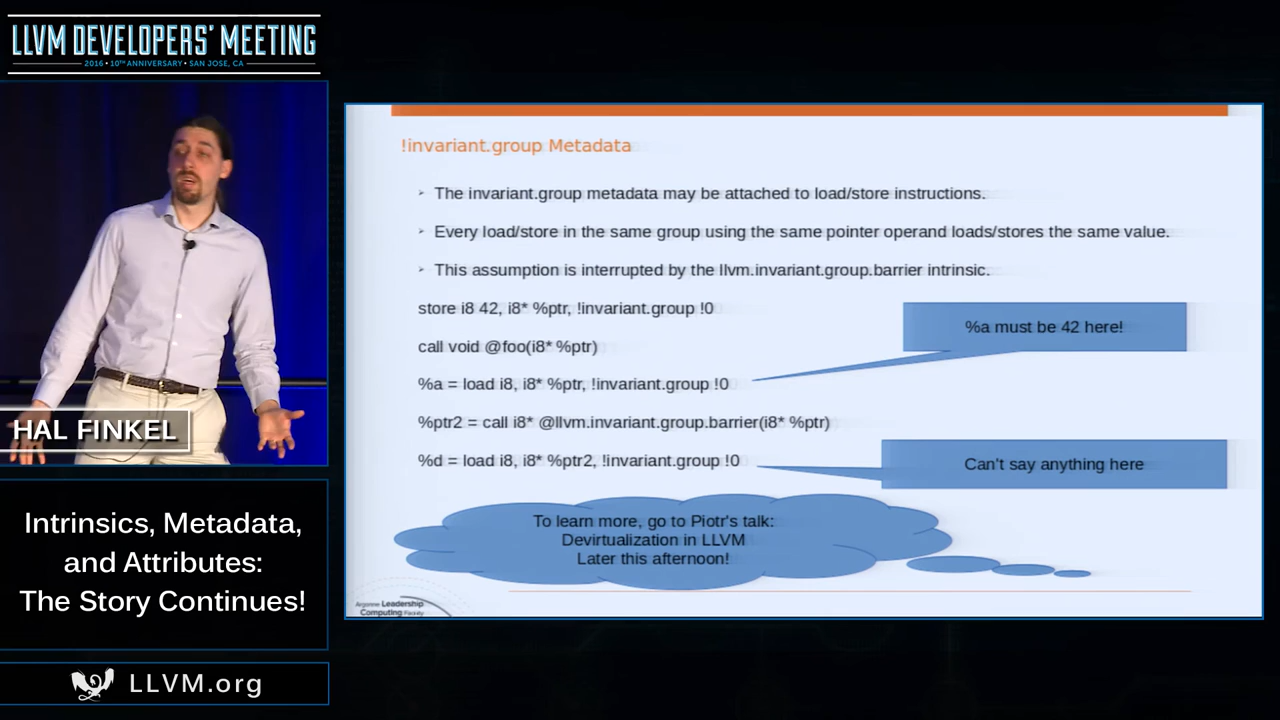 LLVM DEVELOPERS' MEETING
2016 • 10TH ANNIVERSARY • SAN JOSE, CA
HAL FINKEL
Intrinsics, Metadata,
and Attributes:
The Story Continues!
LLVM.org
!invariant.group Metadata
The invariant.group metadata may be attached to load/store instructions.
Every load/store in the same group using the same pointer operand loads/stores the same value.
This assumption is interrupted by the llvm.invariant.group.barrier intrinsic.
store i8 42, i8* %ptr, !invariant.group !0
%a must be 42 here!
call void @foo(i8* %ptr)
%a = load i8, i8* %ptr, !invariant.group !0
%ptr2 = call i8* @llvm.invariant.group.barrier(i8* %ptr)
%d = load i8, i8* %ptr2, !invariant.group !0
Can't say anything here
To learn more, go to Piotr's talk:
Devirtualization in LLVM
Later this afternoon!
Argonne Leadership
Computing Facility